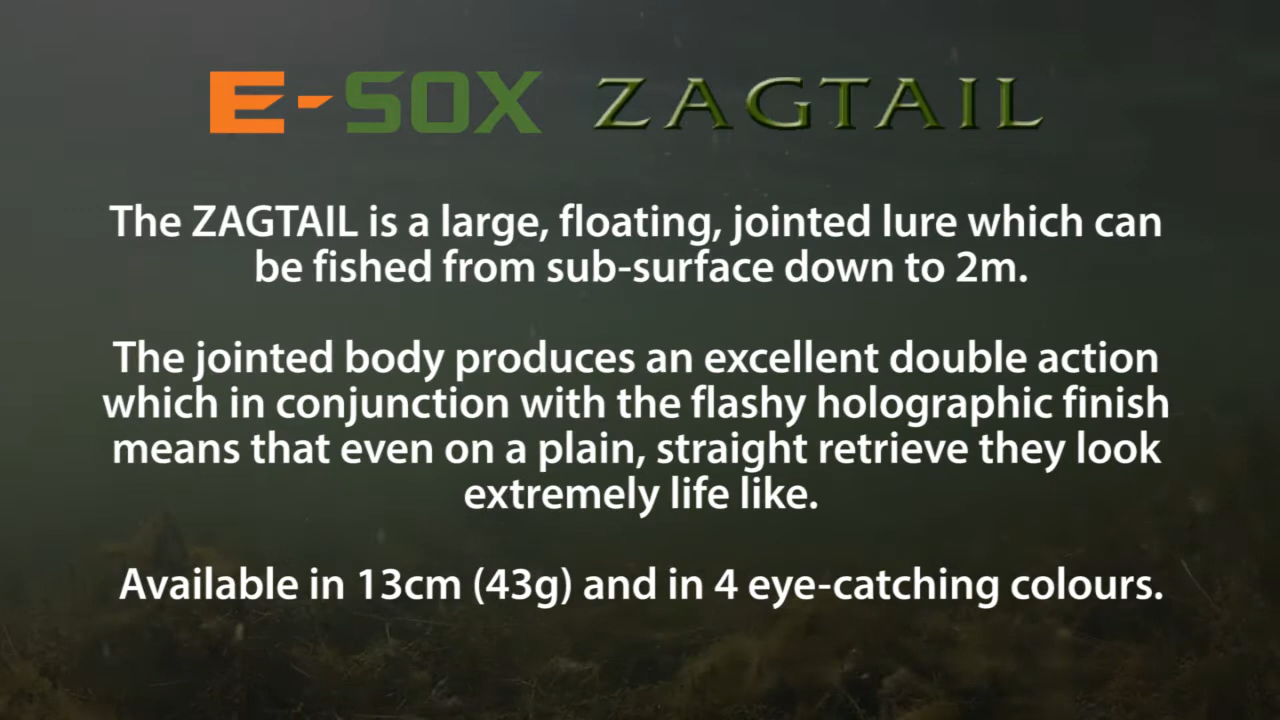 E-SOX ZAGTAIL
The ZAGTAIL is a large, floating, jointed lure which can
be fished from sub-surface down to 2m.
The jointed body produces an excellent double action
which in conjunction with the flashy holographic finish
means that even on a plain, straight retrieve they look
extremely life like.
Available in 13cm (43g) and in 4 eye-catching colours.